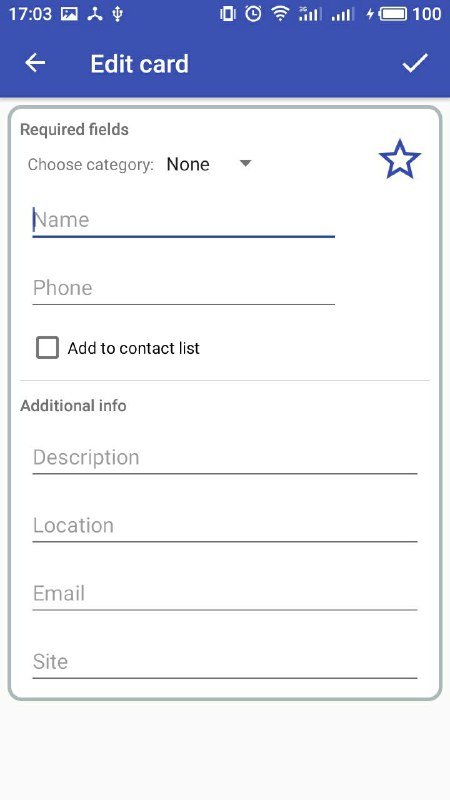 17:03 3G 100
Edit card
Required fields
Choose category: None
Name
Phone
Add to contact list
Additional info
Description
Location
Email
Site